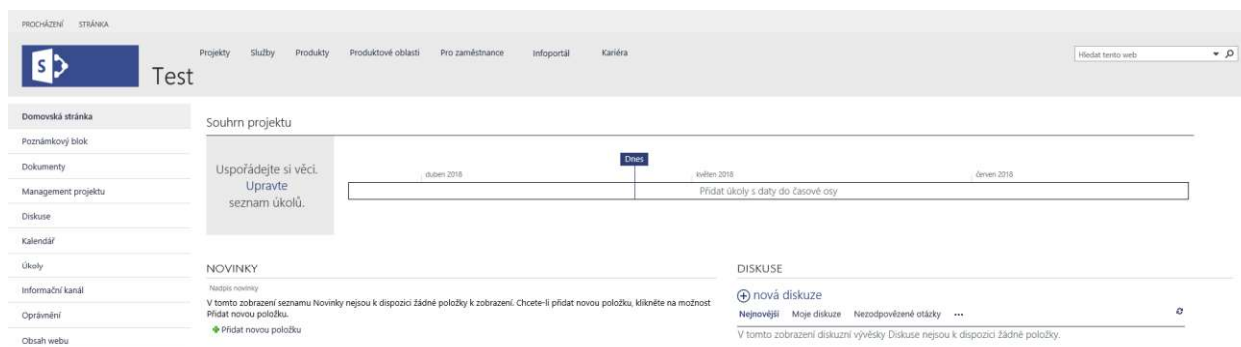 PROCHÁZENÍ STRÁNKA
Projekty Služby Produkty Produktové oblasti Pro zaměstnance Infoportál Kariéra
Hledat tento web
S
Test
Domovská stránka
Poznámkový blok
Dokumenty
Management projektu
Diskuse
Kalendář
Úkoly
Informační kanál
Oprávnění
Obsah webu
Souhrn projektu
Uspořádejte si věci.
Upravte
seznam úkolů.
Dnes
duben 2018 květen 2018 červen 2018
Přidat úkoly s daty do časové osy
NOVINKY
Nadpis novinky
V tomto zobrazení seznamu Novinky nejsou k dispozici žádné položky k zobrazení. Chcete-li přidat novou položku, klikněte na možnost
Přidat novou položku.
Přidat novou položku
DISKUSE
nová diskuze
Nejnovější Moje diskuze Nezodpovězené otázky ...
V tomto zobrazení diskuzní vývěsky Diskuse nejsou k dispozici žádné položky.